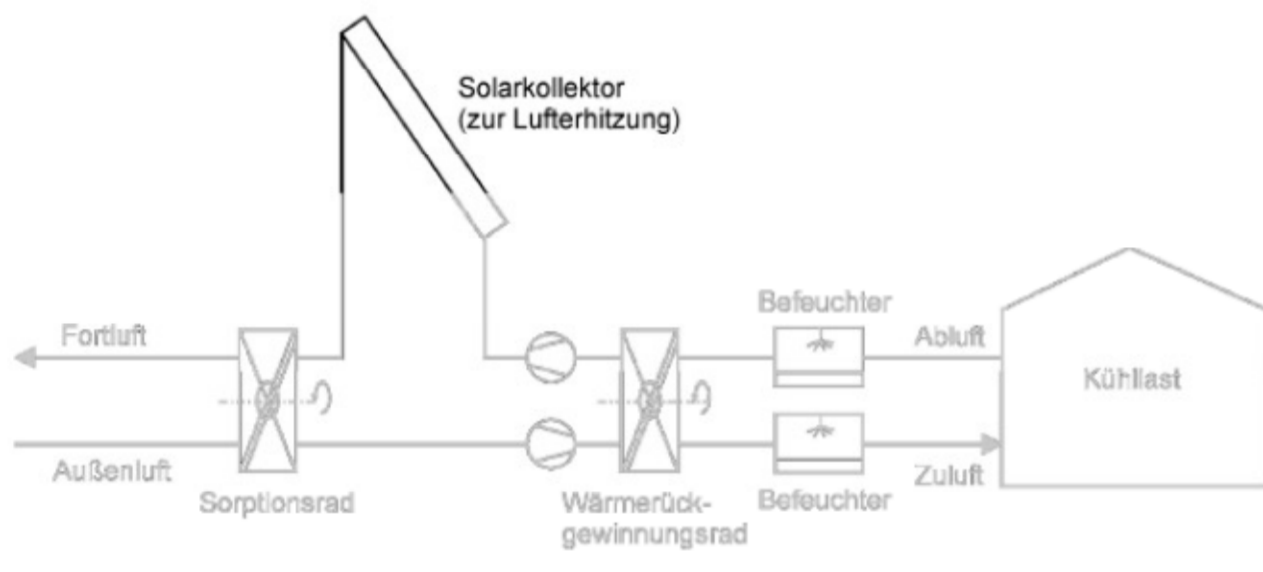 Solarkollektor
(zur Lufterhitzung)
Befeuchter
Fortluft
Abluft
Kühllast
Außenluft
Zuluft
Sorptionsrad
Wärmerück-
gewinnungsrad
Befeuchter